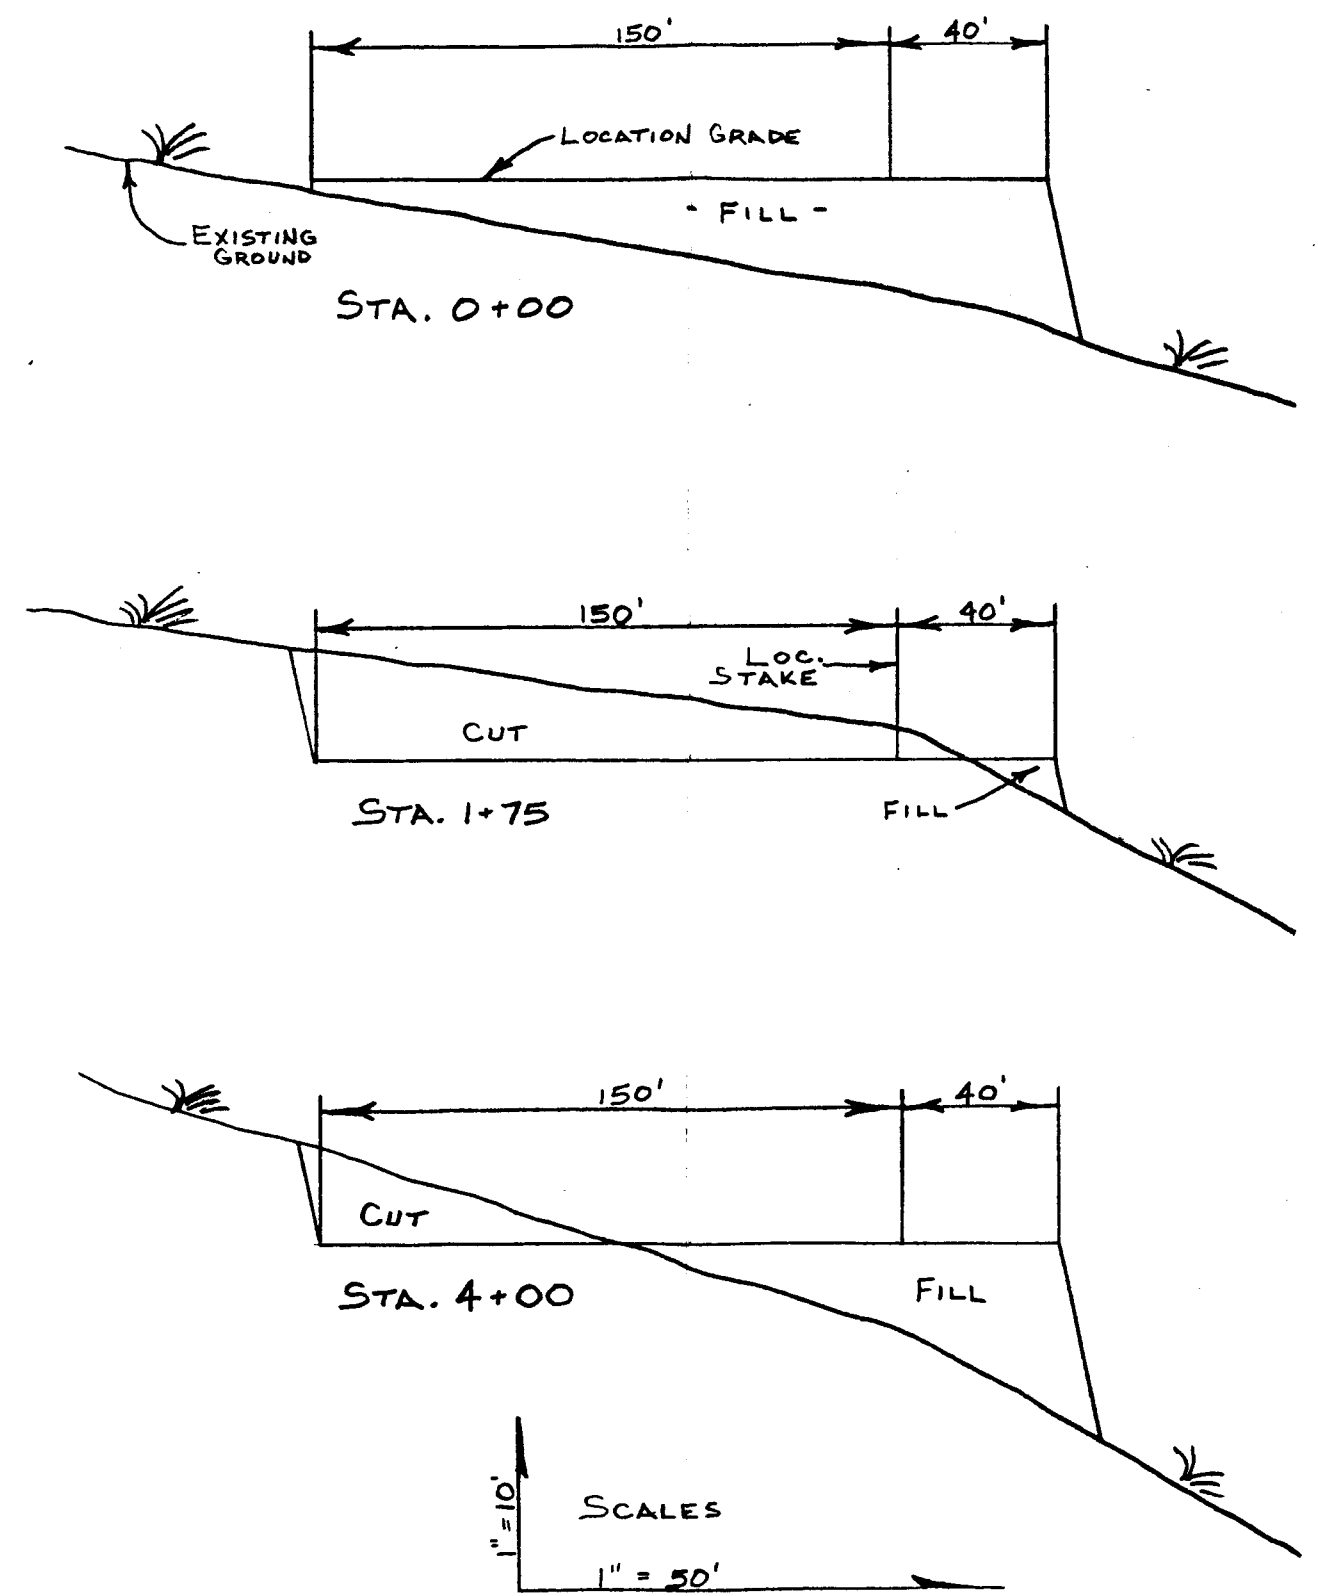 150' 40'
LOCATION GRADE
- FILL -
EXISTING
GROUND
STA. 0+00
150' 40'
LOC.
STAKE
CUT
STA. 1+75
FILL
150' 40'
CUT
STA. 4+00
FILL
1" = 10'
SCALES
1" = 50'